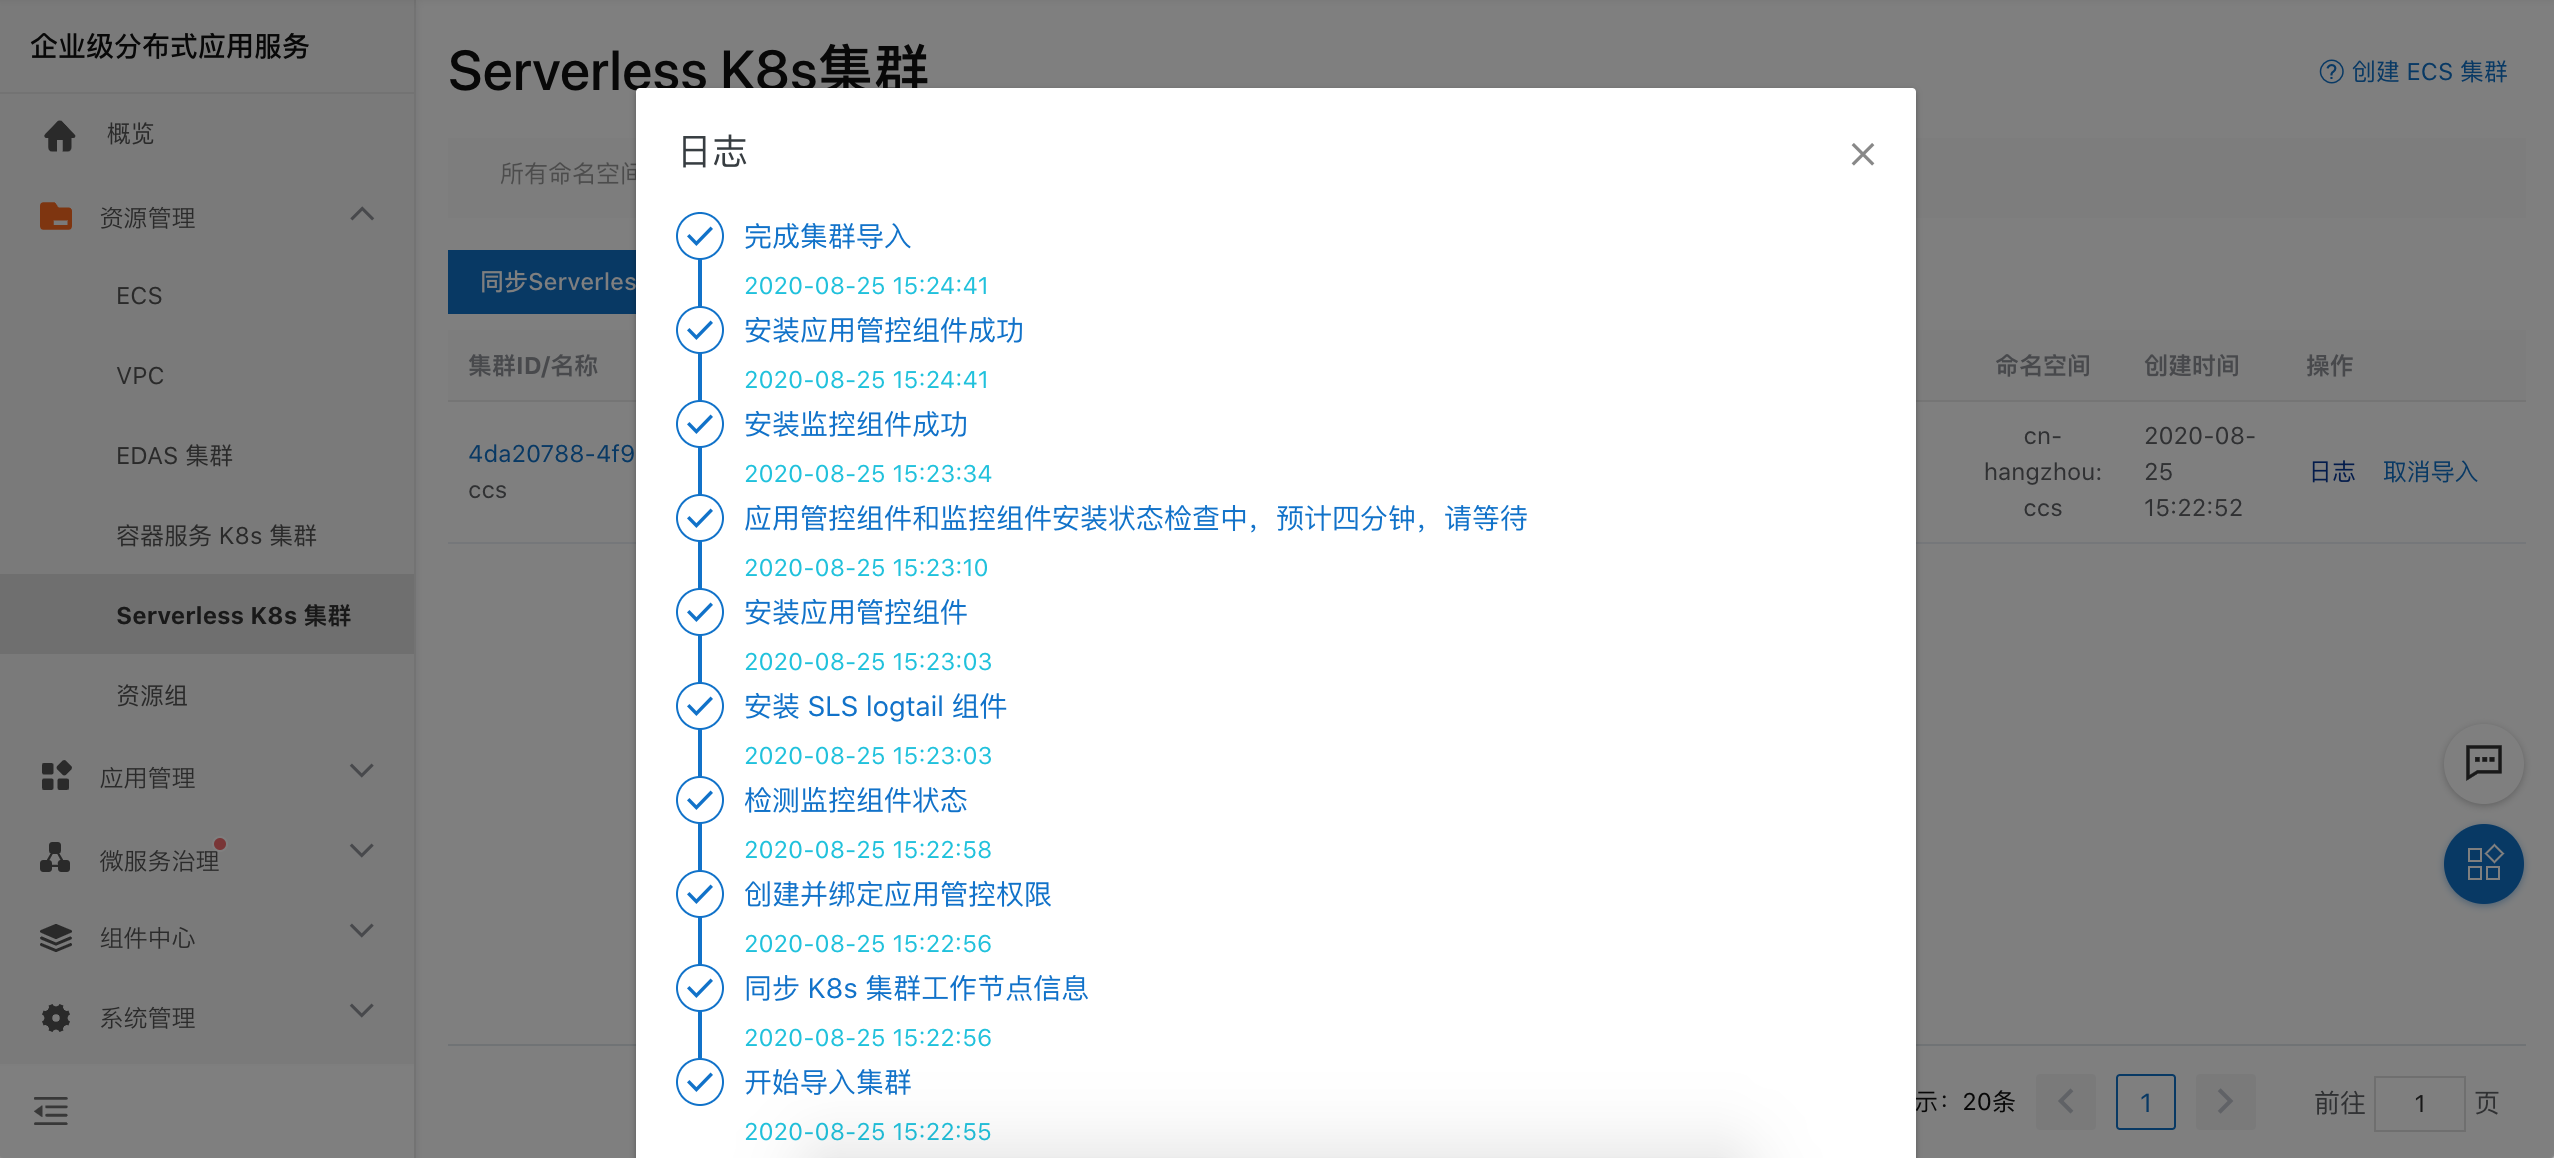 企业级分布式应用服务
概览
资源管理
ECS
VPC
EDAS 集群
容器服务 K8s 集群
Serverless K8s 集群
资源组
应用管理
微服务治理
组件中心
系统管理
Serverless K8s集群
创建 ECS 集群
所有命名空间
同步Serverles
集群ID/名称
命名空间
创建时间
操作
4da20788-4f9
ccs
cn-
hangzhou:
ccs
2020-08-
25
15:22:52
日志
取消导入
日志
完成集群导入
2020-08-25 15:24:41
安装应用管控组件成功
2020-08-25 15:24:41
安装监控组件成功
2020-08-25 15:23:34
应用管控组件和监控组件安装状态检查中，预计四分钟，请等待
2020-08-25 15:23:10
安装应用管控组件
2020-08-25 15:23:03
安装 SLS logtail 组件
2020-08-25 15:23:03
检测监控组件状态
2020-08-25 15:22:58
创建并绑定应用管控权限
2020-08-25 15:22:56
同步 K8s 集群工作节点信息
2020-08-25 15:22:56
开始导入集群
2020-08-25 15:22:55
示：20条
1
前往
1
页